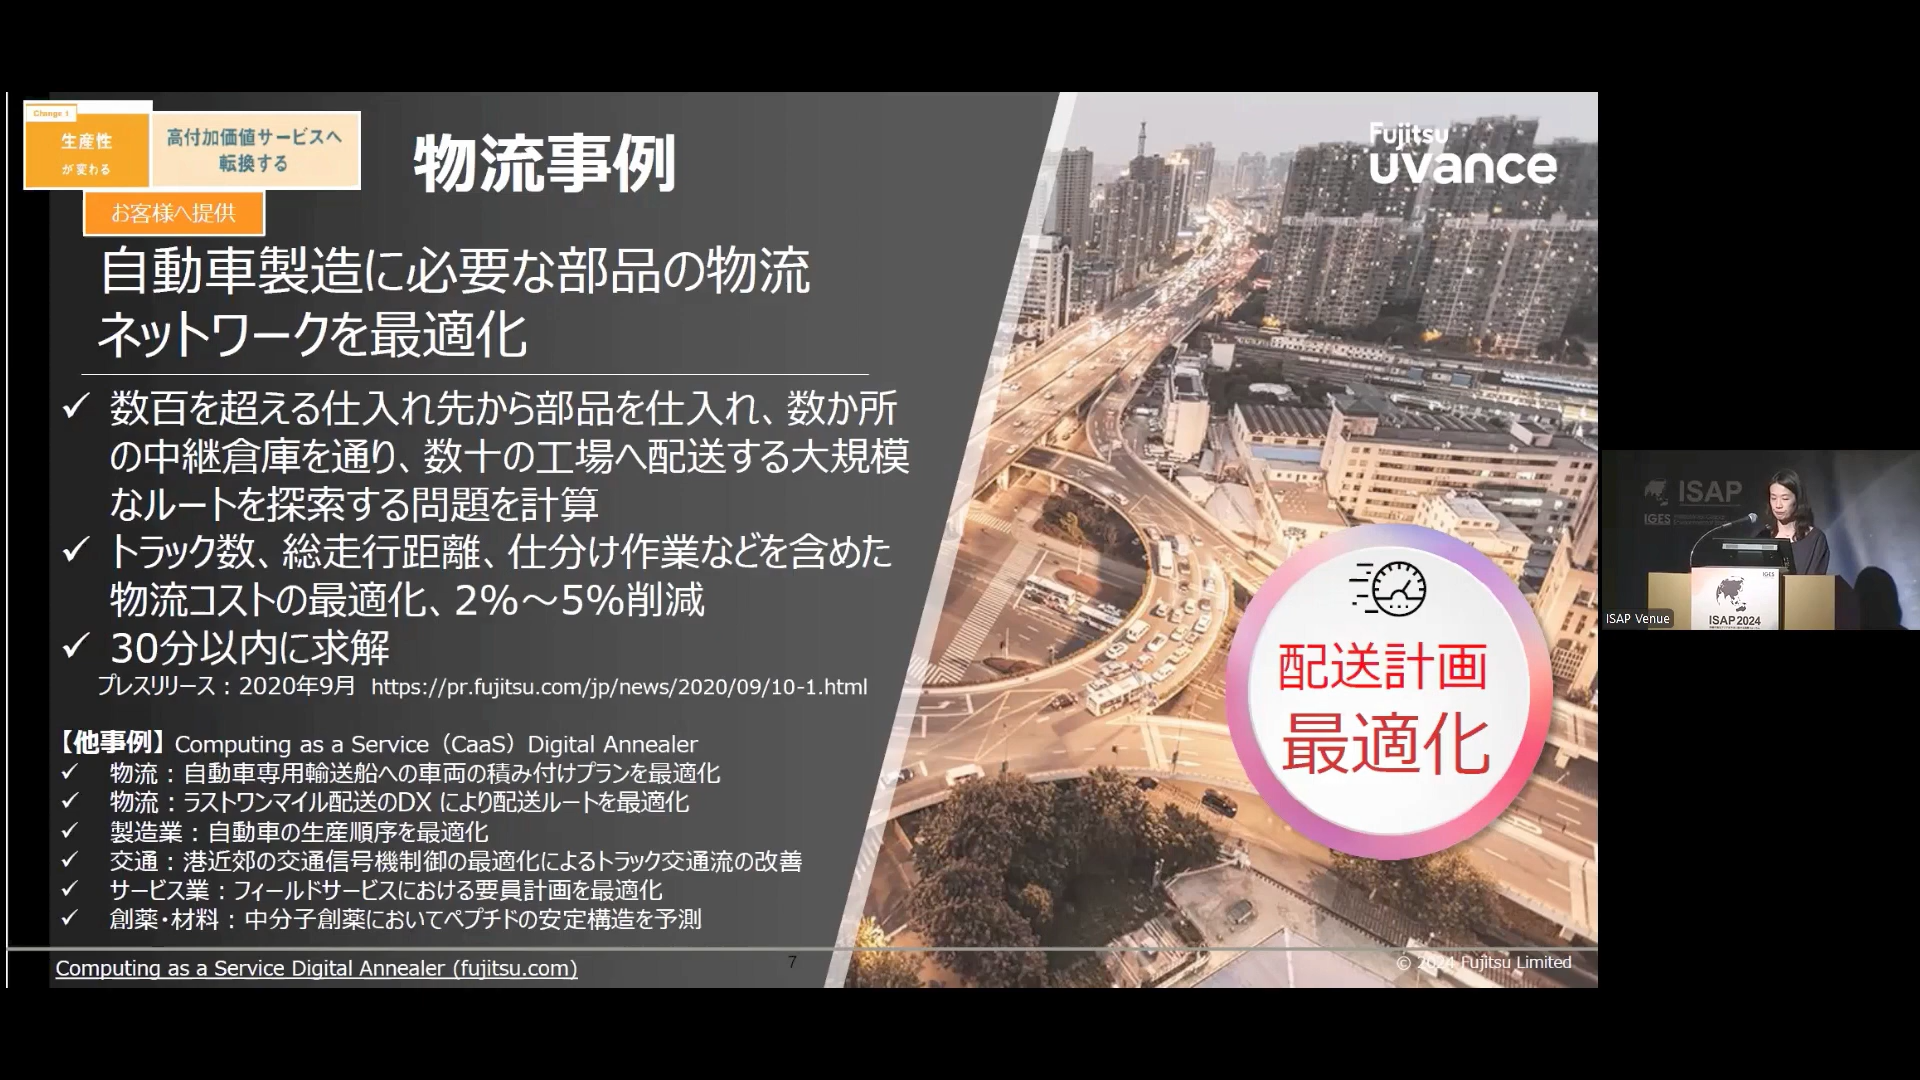 Change 1
生産性
が変わる
高付加価値サービスへ
転換する
お客様へ提供
物流事例
Fujitsu
uvance
自動車製造に必要な部品の物流
ネットワークを最適化
✓ 数百を超える仕入れ先から部品を仕入れ、数か所
の中継倉庫を通り、数十の工場へ配送する大規模
なルートを探索する問題を計算
✓ トラック数、総走行距離、仕分け作業などを含めた
物流コストの最適化、2%～5%削減
✓ 30分以内に求解
プレスリリース：2020年9月 https://pr.fujitsu.com/jp/news/2020/09/10-1.html
【他事例】Computing as a Service（CaaS）Digital Annealer
✓ 物流：自動車専用輸送船への車両の積み付けプランを最適化
✓ 物流：ラストワンマイル配送のDX により配送ルートを最適化
✓ 製造業：自動車の生産順序を最適化
✓ 交通：港近郊の交通信号機制御の最適化によるトラック交通流の改善
✓ サービス業：フィールドサービスにおける要員計画を最適化
✓ 創薬・材料：中分子創薬においてペプチドの安定構造を予測
配送計画
最適化
Computing as a Service Digital Annealer (fujitsu.com)
7
© 2024 Fujitsu Limited
ISAP
IGES
IGES
ISAP2024
ISAP Venue